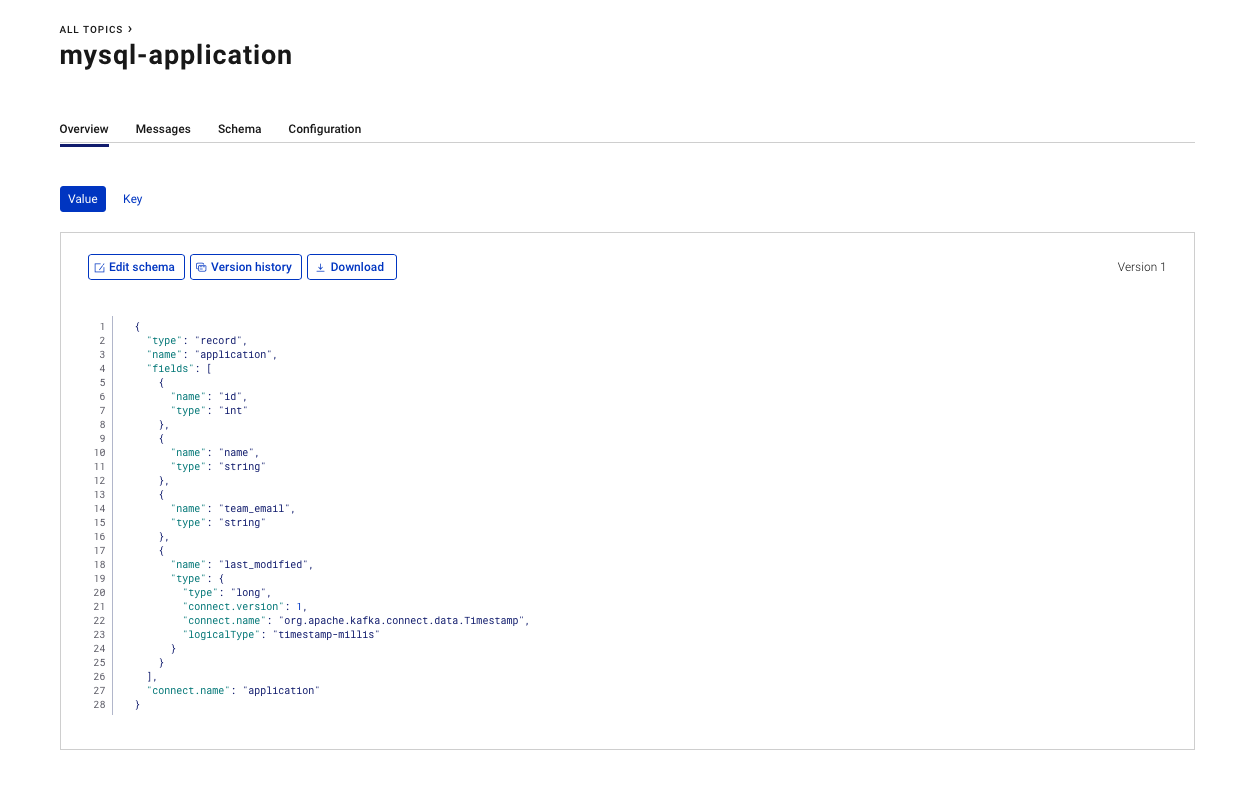 ALL TOPICS ›
mysql-application
Overview Messages Schema Configuration
Value Key
Edit schema Version history Download Version 1
1 {
2   "type": "record",
3   "name": "application",
4   "fields": [
5     {
6       "name": "id",
7       "type": "int"
8     },
9     {
10       "name": "name",
11       "type": "string"
12     },
13     {
14       "name": "team_email",
15       "type": "string"
16     },
17     {
18       "name": "last_modified",
19       "type": {
20         "type": "long",
21         "connect.version": 1,
22         "connect.name": "org.apache.kafka.connect.data.Timestamp",
23         "logicalType": "timestamp-millis"
24       }
25     }
26   ],
27   "connect.name": "application"
28 }